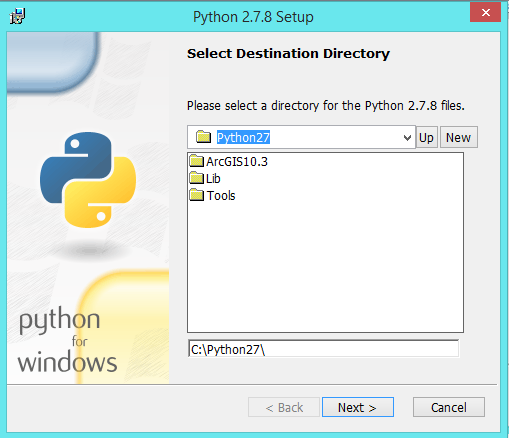 Python 2.7.8 Setup
Select Destination Directory
Please select a directory for the Python 2.7.8 files.
Python27
Up
New
ArcGIS10.3
Lib
Tools
C:\Python27\
python
for
windows
< Back
Next >
Cancel